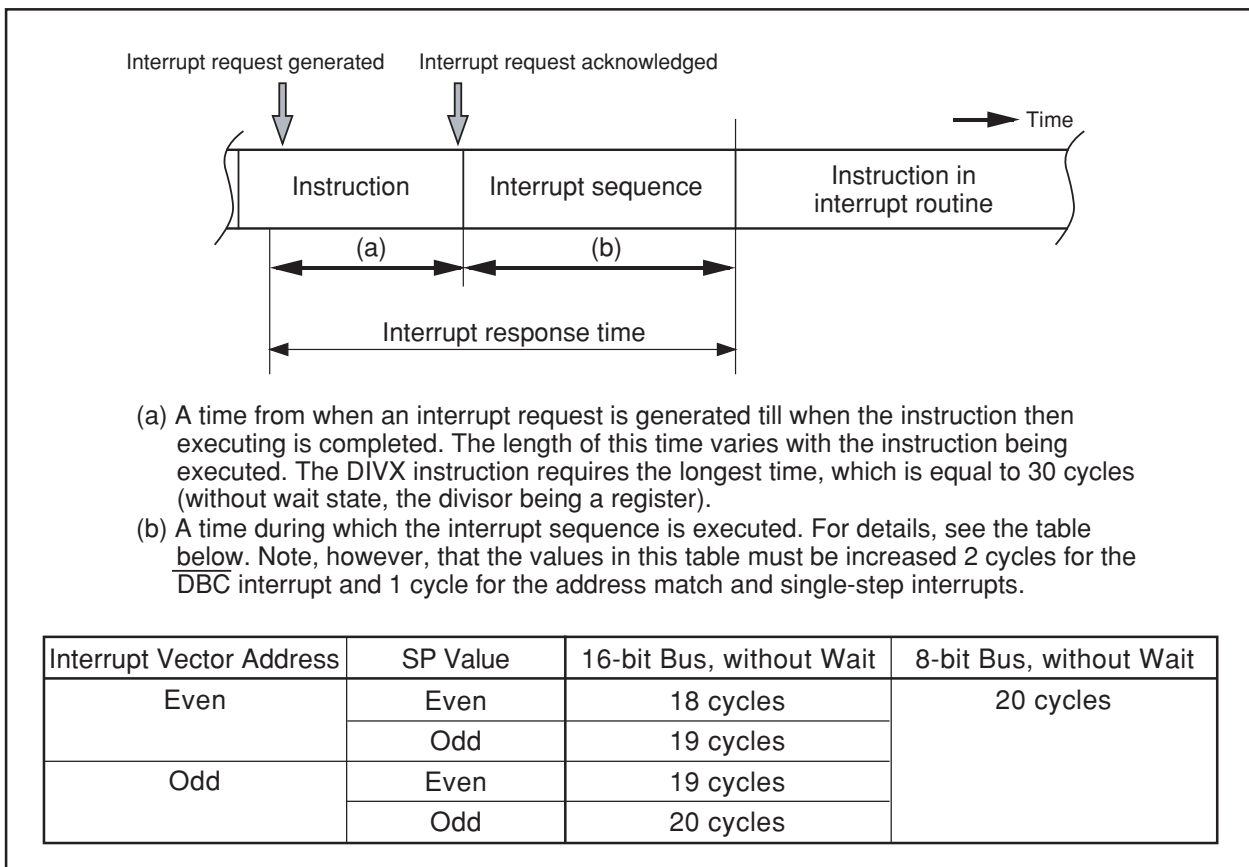 Interrupt request generated
Interrupt request acknowledged
Time
Instruction
Interrupt sequence
Instruction in
interrupt routine
(a)
(b)
Interrupt response time
(a) A time from when an interrupt request is generated till when the instruction then
executing is completed. The length of this time varies with the instruction being
executed. The DIVX instruction requires the longest time, which is equal to 30 cycles
(without wait state, the divisor being a register).
(b) A time during which the interrupt sequence is executed. For details, see the table
below. Note, however, that the values in this table must be increased 2 cycles for the
DBC interrupt and 1 cycle for the address match and single-step interrupts.
Interrupt Vector Address SP Value 16-bit Bus, without Wait 8-bit Bus, without Wait
Even Even 18 cycles 20 cycles
Odd 19 cycles
Odd Even 19 cycles
Odd 20 cycles